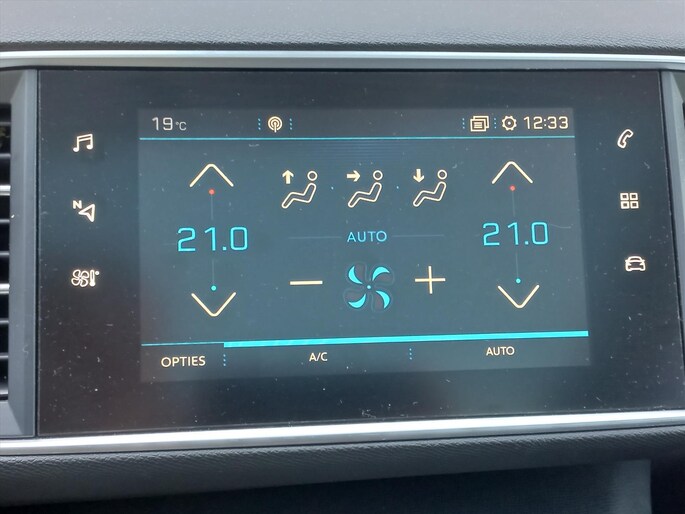 19°C 12:33
N
21.0 AUTO 21.0
OPTIES A/C AUTO